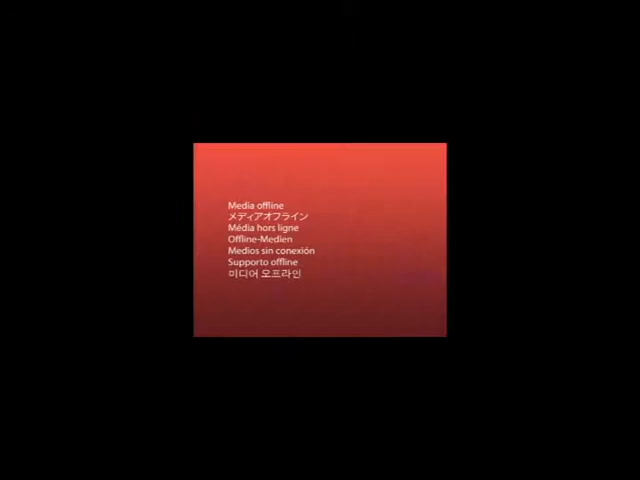 Media offline
メディアオフライン
Média hors ligne
Offline-Medien
Medios sin conexión
Supporto offline
미디어 오프라인